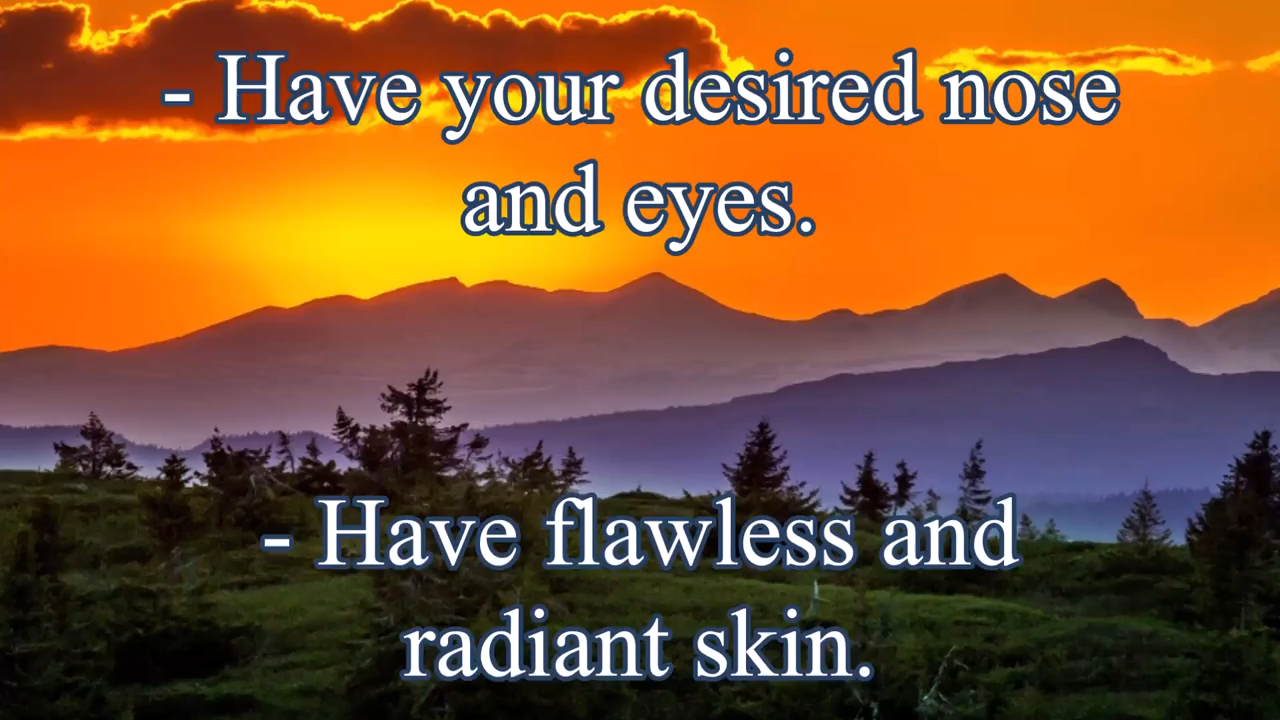 - Have your desired nose
and eyes.
- Have flawless and
radiant skin.